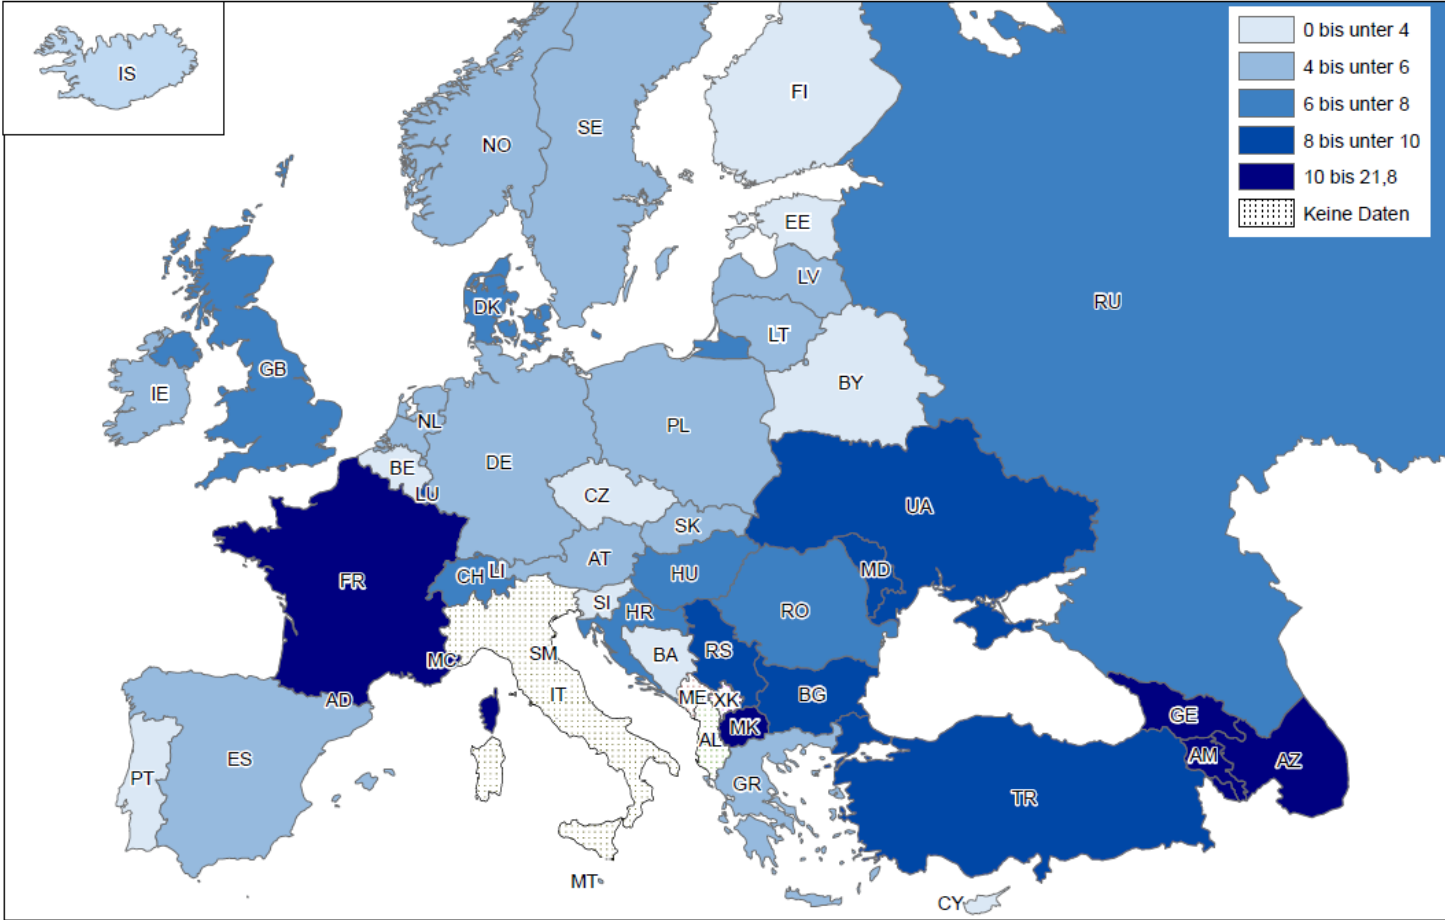 0 bis unter 4
4 bis unter 6
6 bis unter 8
8 bis unter 10
10 bis 21,8
Keine Daten
IS
FI
SE
NO
EE
LV
RU
DK
LT
GB
BY
IE
NL
PL
DE
BE
CZ
LU
UA
SK
AT
MD
LI
CH
HU
FR
SI
HR
RO
RS
SM
BA
MC
IT
BG
ME
XK
AD
GE
MK
AL
AM
ES
AZ
PT
GR
TR
MT
CY